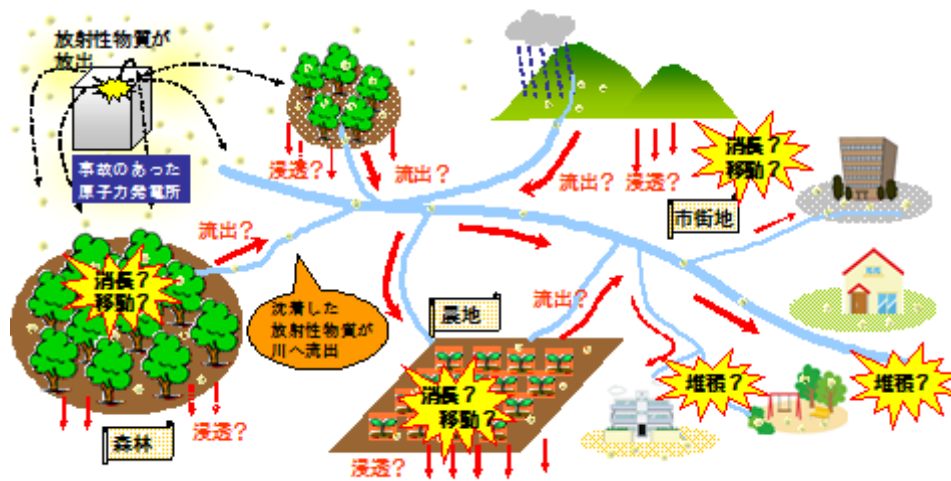 放射性物質が
放出
事故のあった
原子力発電所
浸透?
流出?
流出?
浸透?
消長?
移動?
市街地
流出?
消長?
移動?
沈着した
放射性物質が
川へ流出
農地
流出?
消長?
移動?
堆積?
堆積?
森林
浸透?
浸透?